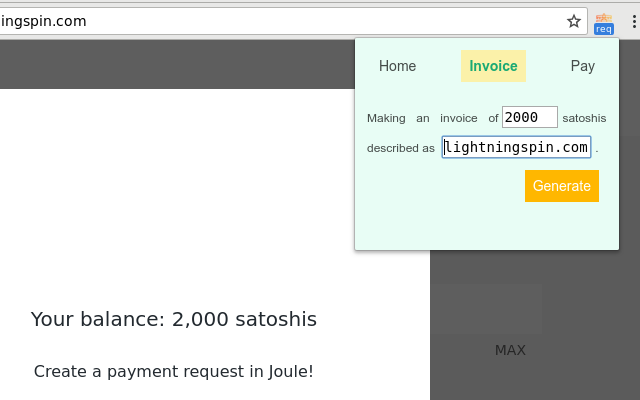 ingspin.com
req
Home Invoice Pay
Making an invoice of 2000 satoshis
described as lightningspin.com .
Generate
Your balance: 2,000 satoshis
MAX
Create a payment request in Joule!